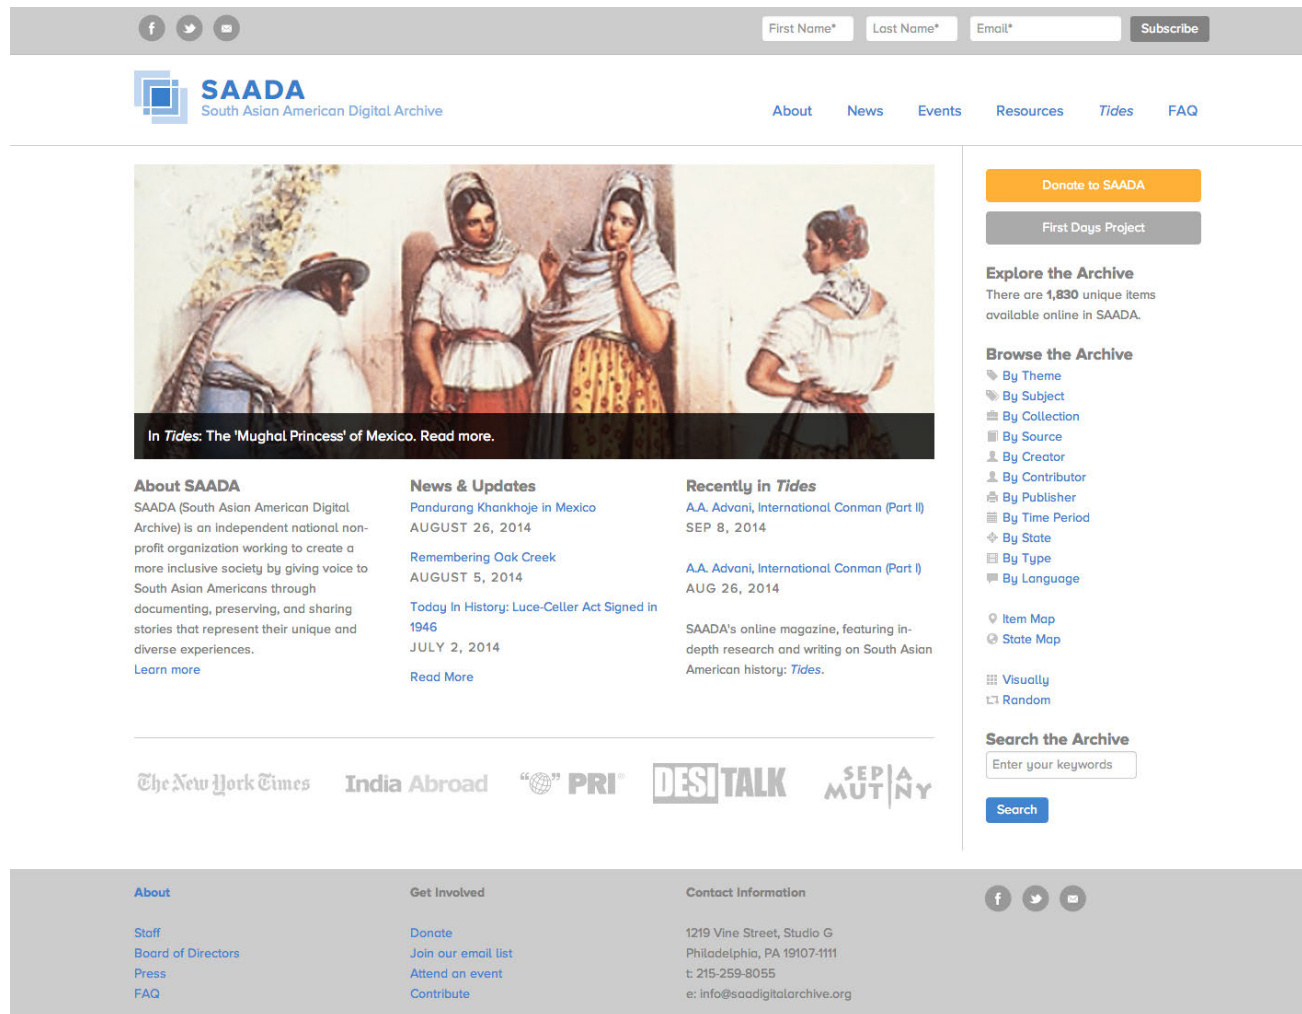 First Name*
Last Name*
Email*
Subscribe
SAADA
South Asian American Digital Archive
About
News
Events
Resources
Tides
FAQ
In Tides: The 'Mughal Princess' of Mexico. Read more.
About SAADA
SAADA (South Asian American Digital
Archive) is an independent national non-
profit organization working to create a
more inclusive society by giving voice to
South Asian Americans through
documenting, preserving, and sharing
stories that represent their unique and
diverse experiences.
Learn more
News & Updates
Pandurang Khankhoje in Mexico
AUGUST 26, 2014
Remembering Oak Creek
AUGUST 5, 2014
Today In History: Luce-Celler Act Signed in
1946
JULY 2, 2014
Read More
Recently in Tides
A.A. Advani, International Conman (Part II)
SEP 8, 2014
A.A. Advani, International Conman (Part I)
AUG 26, 2014
SAADA's online magazine, featuring in-
depth research and writing on South Asian
American history: Tides.
The New York Times
India Abroad
PRI
DESI TALK
SEPIA
MUTINY
Donate to SAADA
First Days Project
Explore the Archive
There are 1,830 unique items
available online in SAADA.
Browse the Archive
By Theme
By Subject
By Collection
By Source
By Creator
By Contributor
By Publisher
By Time Period
By State
By Type
By Language
Item Map
State Map
Visually
Random
Search the Archive
Enter your keywords
Search
About
Staff
Board of Directors
Press
FAQ
Get Involved
Donate
Join our email list
Attend an event
Contribute
Contact Information
1219 Vine Street, Studio G
Philadelphia, PA 19107-1111
t: 215-259-8055
e: info@saadigitalarchive.org